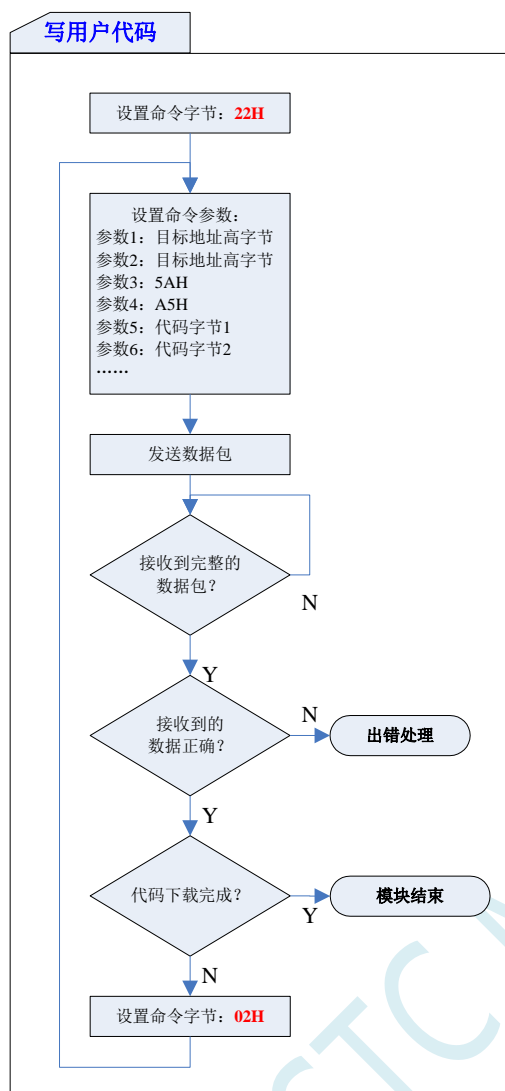 写用户代码
设置命令字节：22H
设置命令参数：
参数1：目标地址高字节
参数2：目标地址高字节
参数3：5AH
参数4：A5H
参数5：代码字节1
参数6：代码字节2
……
发送数据包
接收到完整的
数据包？
N
Y
接收到的
数据正确？
N
出错处理
Y
代码下载完成？
Y
模块结束
N
设置命令字节：02H
STC M